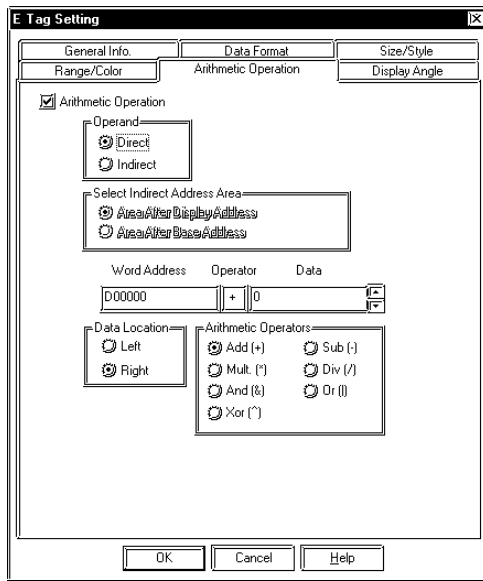 E Tag Setting
General Info. Data Format Size/Style
Range/Color Arithmetic Operation Display Angle
Arithmetic Operation
Operand
Direct
Indirect
Select Indirect Address Area
Area After Display Address
Area After Base Address
Word Address Operator Data
D00000 + 0
Data Location
Left
Right
Arithmetic Operators
Add (+) Sub (-)
Mult. (*) Div (/)
And (&) Or (|)
Xor (^)
OK Cancel Help